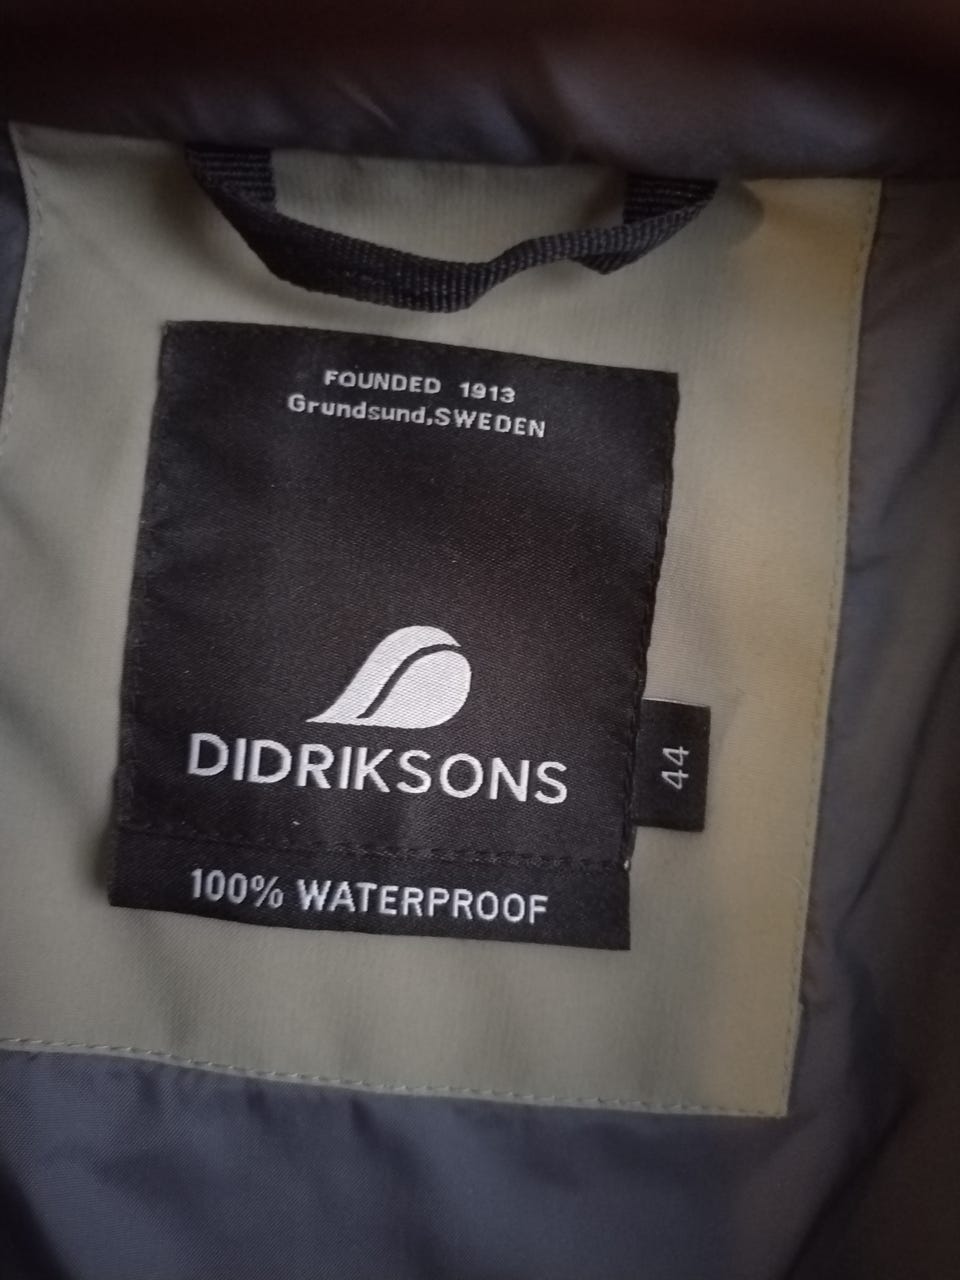 FOUNDED 1913
Grundsund,SWEDEN
DIDRIKSONS
44
100% WATERPROOF